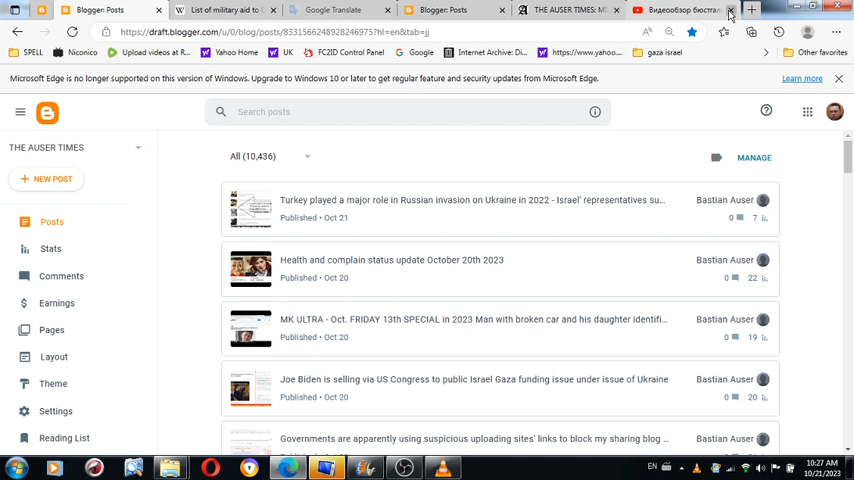 Blogger: Posts
List of military aid to U
Google Translate
Blogger: Posts
THE AUSER TIMES: M
Видеообзор бюстгал
https://draft.blogger.com/u/0/blog/posts/8331566248928246975?hl=en&tab=jj
SPELL
Niconico
Upload videos at R...
Yahoo Home
UK
FC2ID Control Panel
Google
Internet Archive:...
https://www.yahoo....
gaza israel
Other favorites
Microsoft Edge is no longer supported on this version of Windows. Upgrade to Windows 10 or later to get regular feature and security updates from Microsoft Edge.
Learn more
Search posts
THE AUSER TIMES
All (10,436)
MANAGE
NEW POST
Posts
Stats
Comments
Earnings
Pages
Layout
Theme
Settings
Reading List
Turkey played a major role in Russian invasion on Ukraine in 2022 - Israel' representatives su...
Bastian Auser
Published • Oct 21
0 7
Health and complain status update October 20th 2023
Bastian Auser
Published • Oct 20
0 22
MK ULTRA - Oct. FRIDAY 13th SPECIAL in 2023 Man with broken car and his daughter identifi...
Bastian Auser
Published • Oct 20
0 19
Joe Biden is selling via US Congress to public Israel Gaza funding issue under issue of Ukraine
Bastian Auser
Published • Oct 20
0 20
Governments are apparently using suspicious uploading sites' links to block my sharing blog ...
Bastian Auser
EN
10:27 AM
10/21/2023